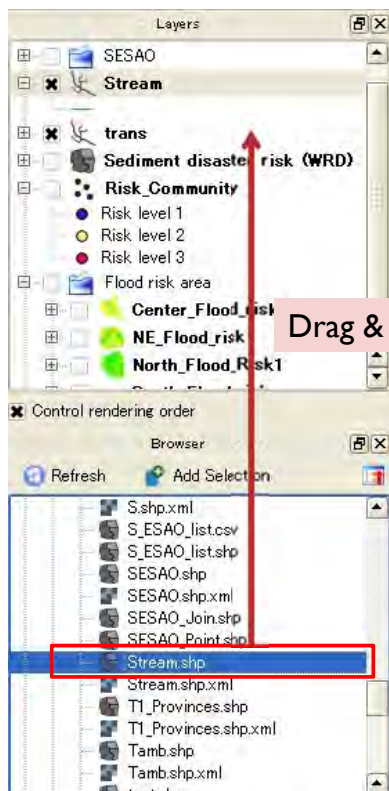 Layers
SESAO
Stream
trans
Sediment disaster risk (WRD)
Risk_Community
Risk level 1
Risk level 2
Risk level 3
Flood risk area
Center_Flood_risk
NE_Flood_risk
North_Flood_Risk1
Drag &
Control rendering order
Browser
Refresh
Add Selection
S.shp.xml
S_ESAO_list.csv
S_ESAO_list.shp
SESAO.shp
SESAO.shp.xml
SESAO_Join.shp
SESAO_Point.shp
Stream.shp
Stream.shp.xml
T1_Provinces.shp
T1_Provinces.shp.xml
Tamb.shp
Tamb.shp.xml